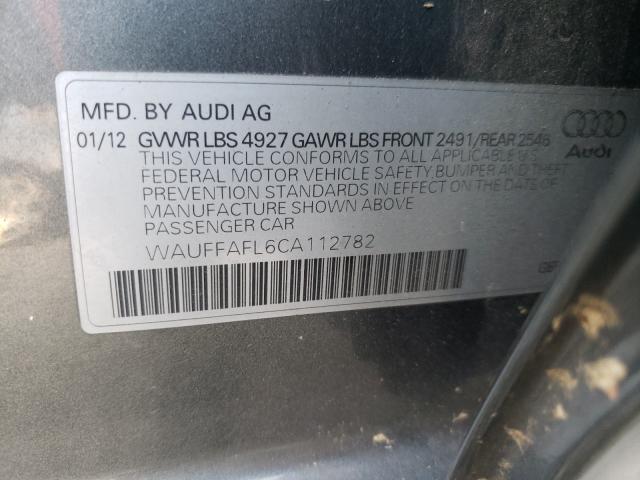 MFD. BY AUDI AG
01/12 GVWR LBS 4927 GAWR LBS FRONT 2491/REAR 2546
THIS VEHICLE CONFORMS TO ALL APPLICABLE U.S.
FEDERAL MOTOR VEHICLE SAFETY, BUMPER AND THEFT
PREVENTION STANDARDS IN EFFECT ON THE DATE OF
MANUFACTURE SHOWN ABOVE
PASSENGER CAR
WAUFFAFL6CA112782
Audi